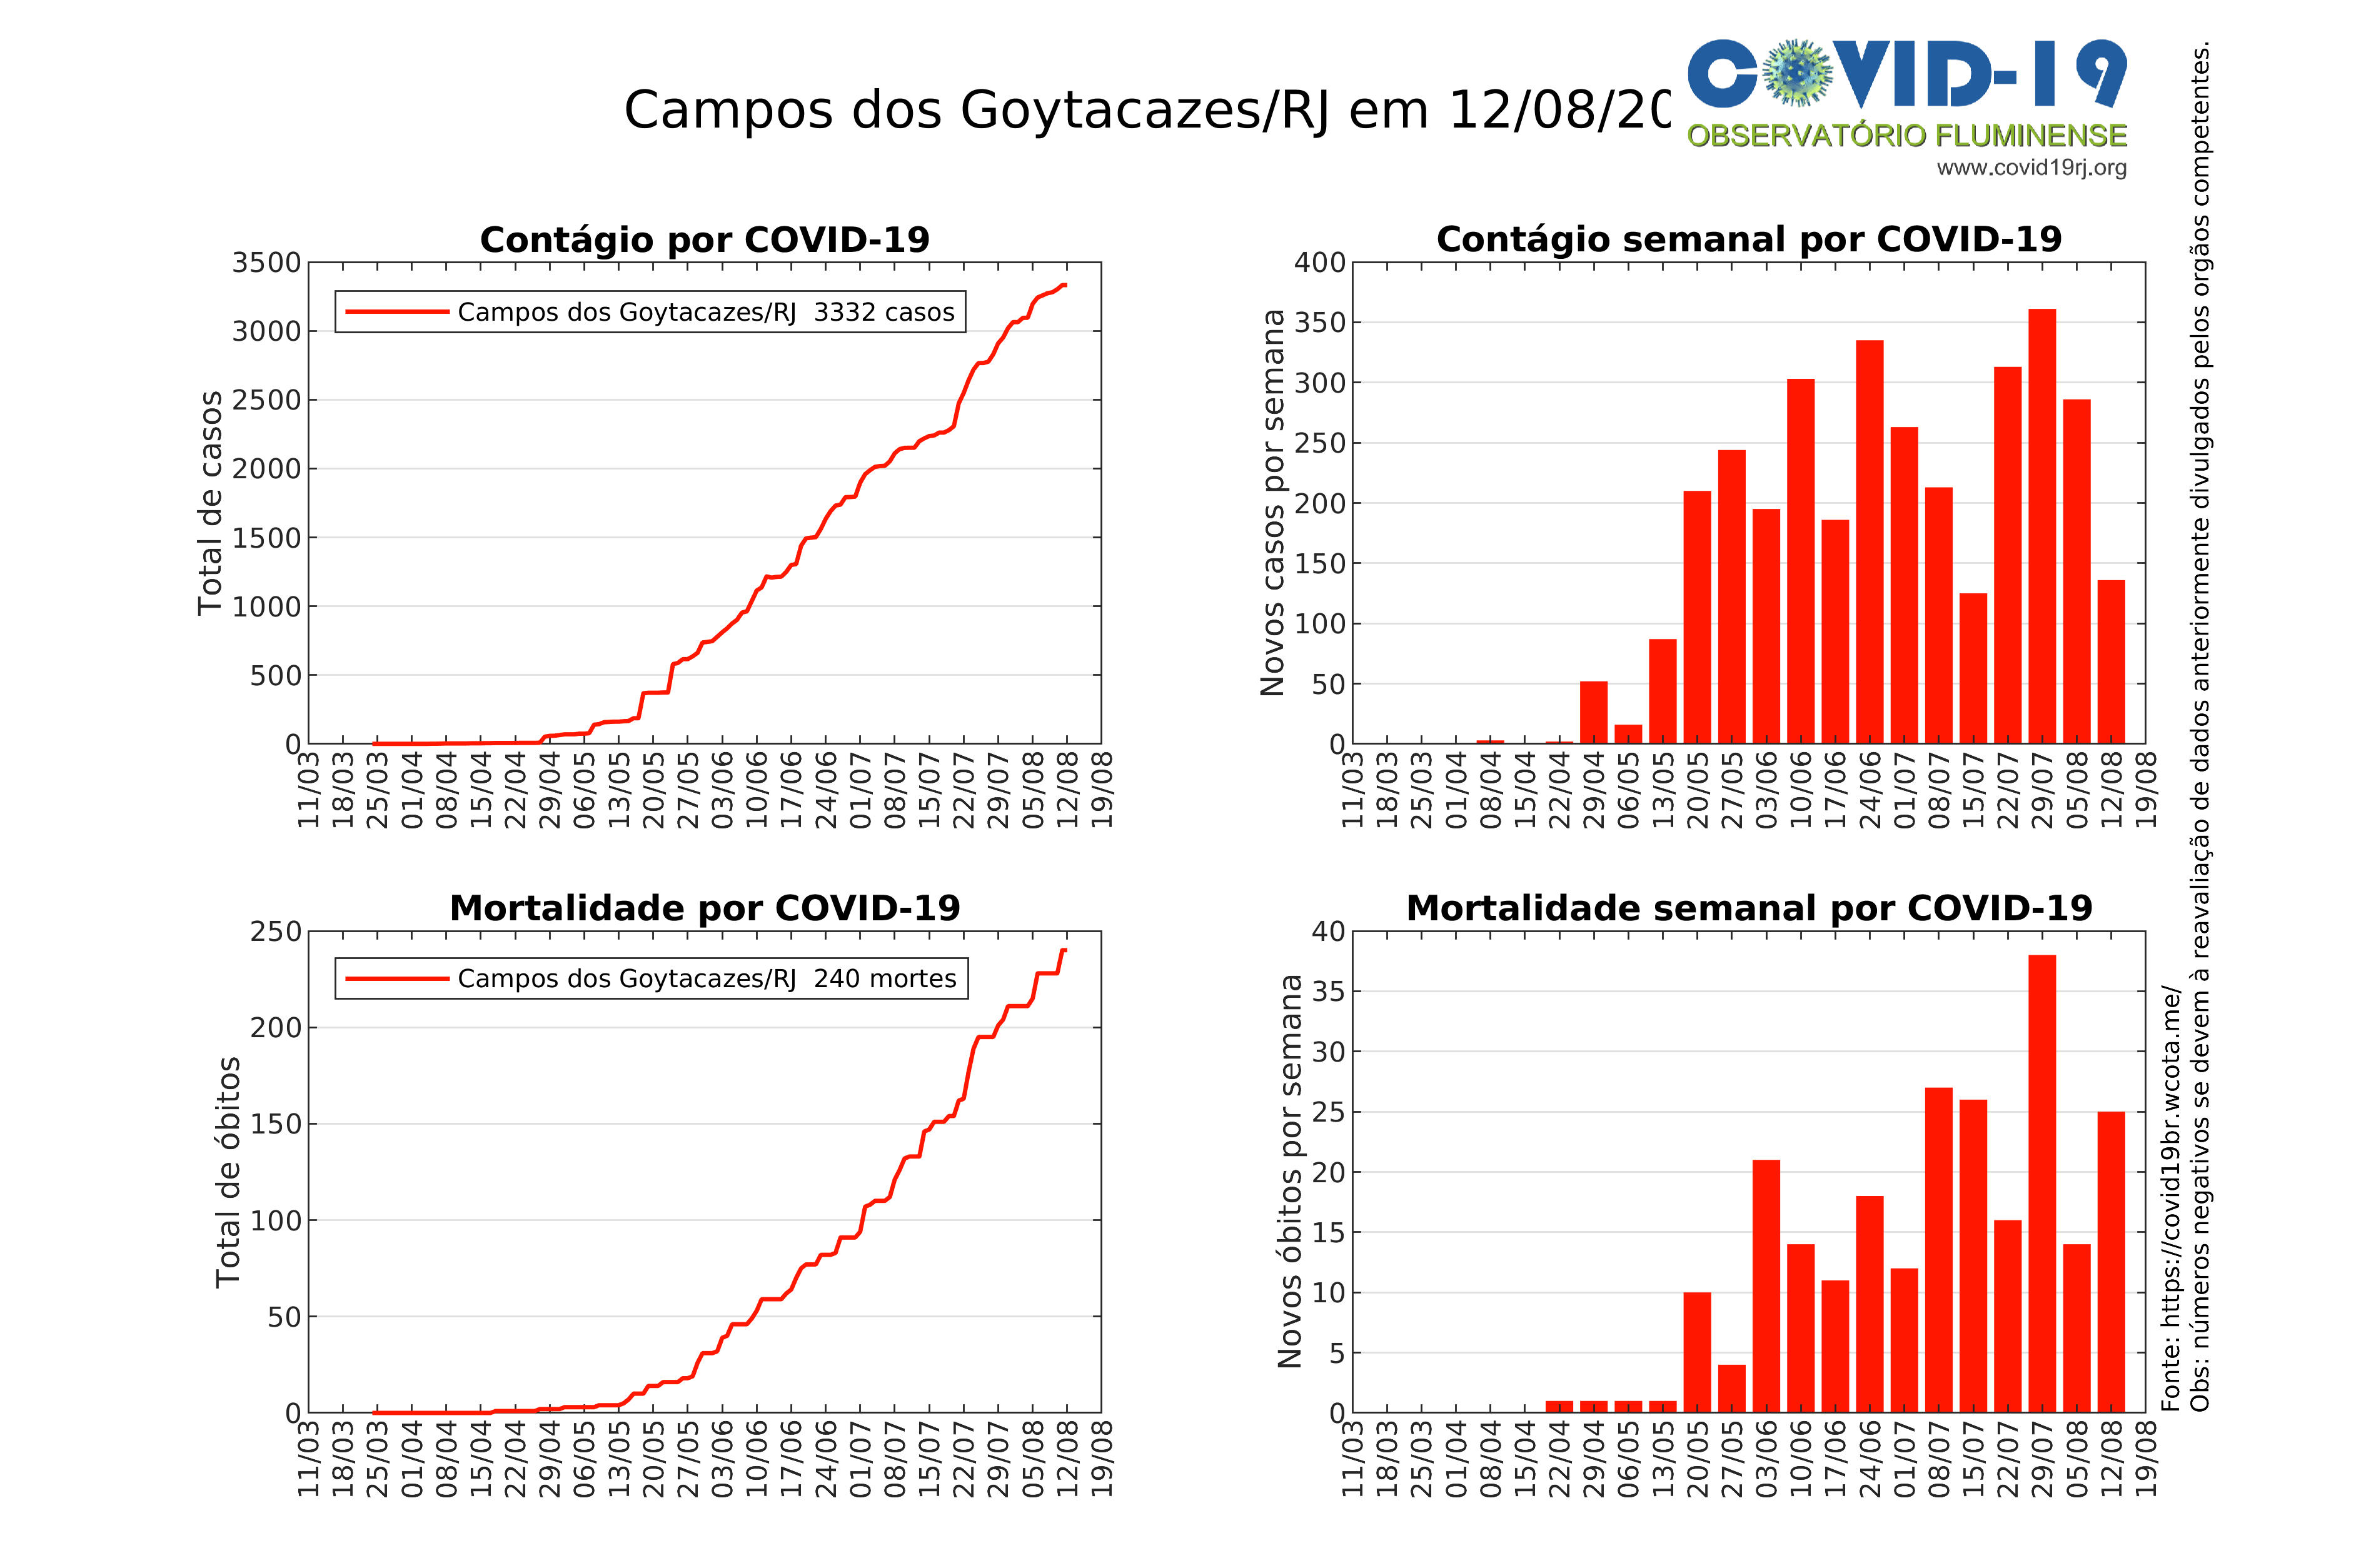 Campos dos Goytacazes/RJ em 12/08/20
COVID-19
OBSERVATÓRIO FLUMINENSE
www.covid19rj.org
Contágio por COVID-19
Total de casos
3500
3000
2500
2000
1500
1000
500
0
Campos dos Goytacazes/RJ 3332 casos
11/03 18/03 25/03 01/04 08/04 15/04 22/04 29/04 06/05 13/05 20/05 27/05 03/06 10/06 17/06 24/06 01/07 08/07 15/07 22/07 29/07 05/08 12/08 19/08
Contágio semanal por COVID-19
Novos casos por semana
400
350
300
250
200
150
100
50
0
11/03 18/03 25/03 01/04 08/04 15/04 22/04 29/04 06/05 13/05 20/05 27/05 03/06 10/06 17/06 24/06 01/07 08/07 15/07 22/07 29/07 05/08 12/08 19/08
Mortalidade por COVID-19
Total de óbitos
250
200
150
100
50
0
Campos dos Goytacazes/RJ 240 mortes
11/03 18/03 25/03 01/04 08/04 15/04 22/04 29/04 06/05 13/05 20/05 27/05 03/06 10/06 17/06 24/06 01/07 08/07 15/07 22/07 29/07 05/08 12/08 19/08
Mortalidade semanal por COVID-19
Novos óbitos por semana
40
35
30
25
20
15
10
5
0
11/03 18/03 25/03 01/04 08/04 15/04 22/04 29/04 06/05 13/05 20/05 27/05 03/06 10/06 17/06 24/06 01/07 08/07 15/07 22/07 29/07 05/08 12/08 19/08
Fonte: https://covid19br.wcota.me/
Obs: números negativos se devem à reavaliação de dados anteriormente divulgados pelos orgãos competentes.